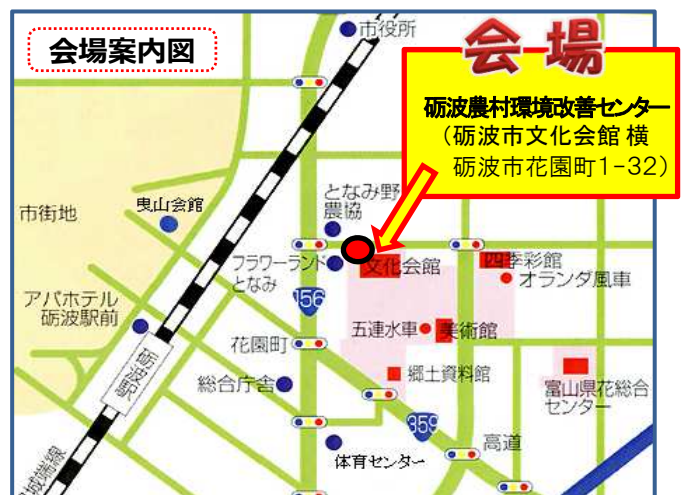 会場案内図
市役所
会場
砺波農村環境改善センター
（砺波市文化会館 横
砺波市花園町1-32）
となみ野
農協
市街地
曳山会館
フラワーランド
となみ
文化会館
四季彩館
オランダ風車
アパホテル
砺波駅前
156
五連水車
美術館
花園町
砺波駅
総合庁舎
郷土資料館
富山県花総合
センター
359
高道
体育センター
城端線